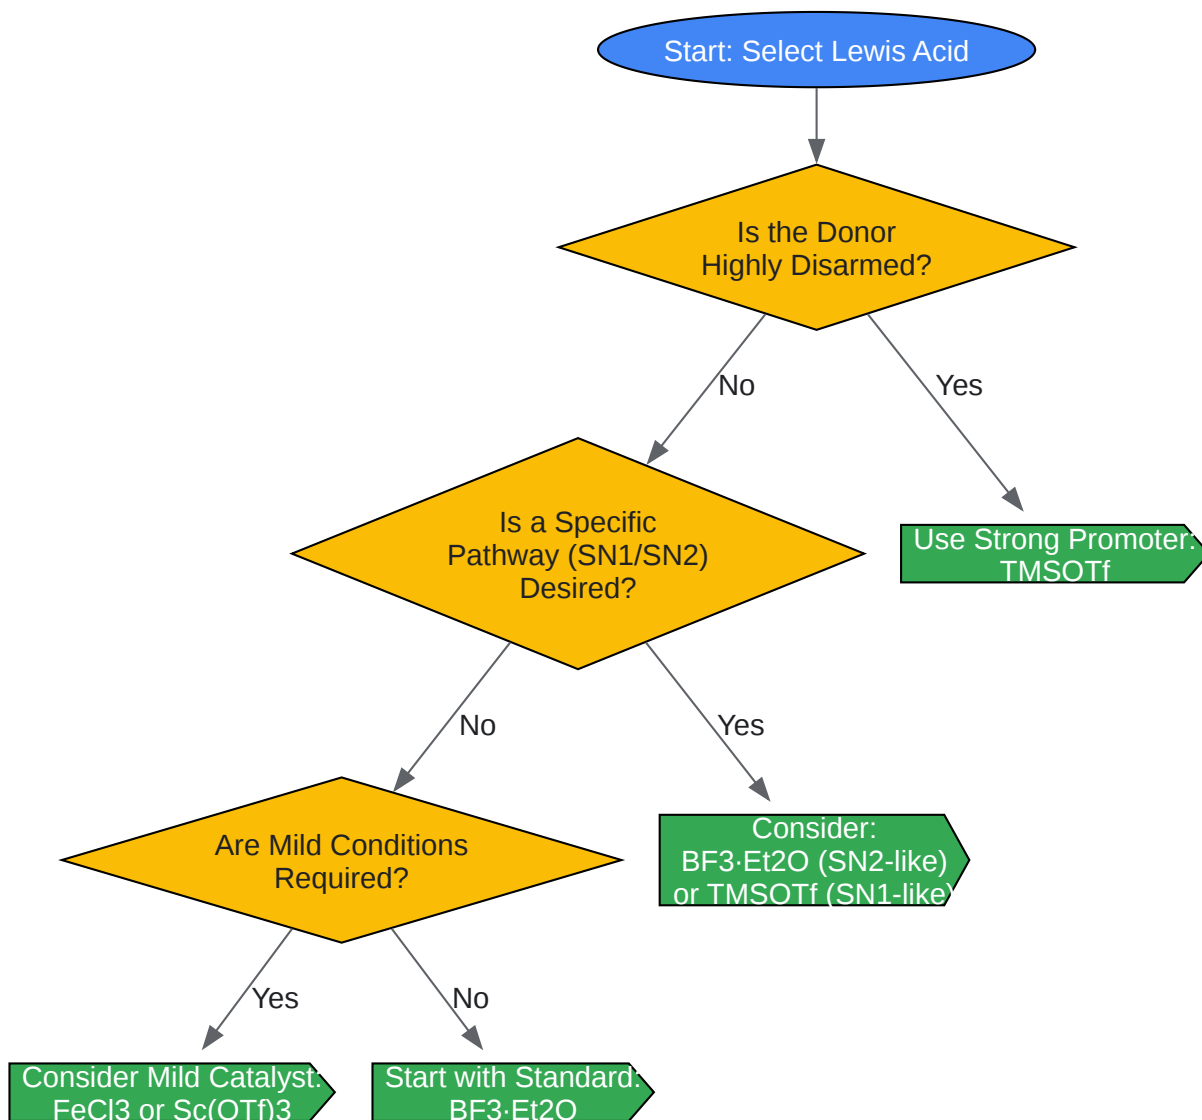 Start: Select Lewis Acid
Is the Donor
Highly Disarmed?
No
Yes
Is a Specific
Pathway (SN1/SN2)
Desired?
Use Strong Promoter:
TMSOTf
No
Yes
Are Mild Conditions
Required?
Consider:
BF3·Et2O (SN2-like)
or TMSOTf (SN1-like)
Yes
No
Consider Mild Catalyst:
FeCl3 or Sc(OTf)3
Start with Standard:
BF3·Et2O